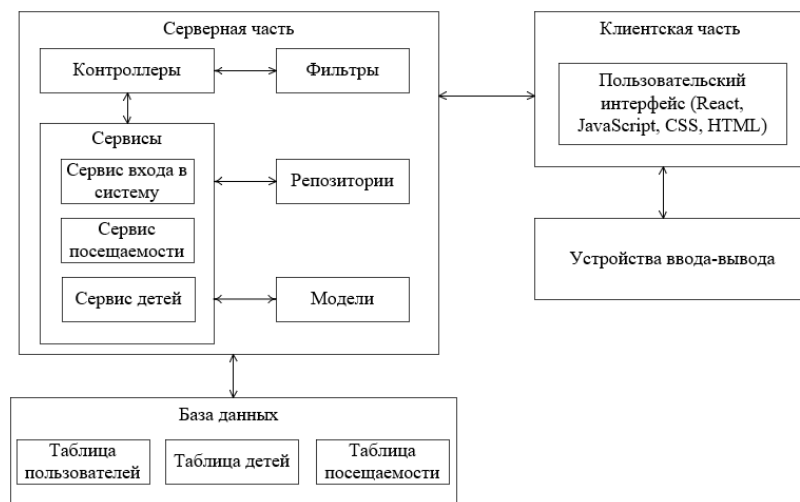 Серверная часть
Контроллеры
Фильтры
Сервисы
Сервис входа в
систему
Репозитории
Сервис
посещаемости
Сервис детей
Модели
Клиентская часть
Пользовательский
интерфейс (React,
JavaScript, CSS, HTML)
Устройства ввода-вывода
База данных
Таблица
пользователей
Таблица детей
Таблица
посещаемости